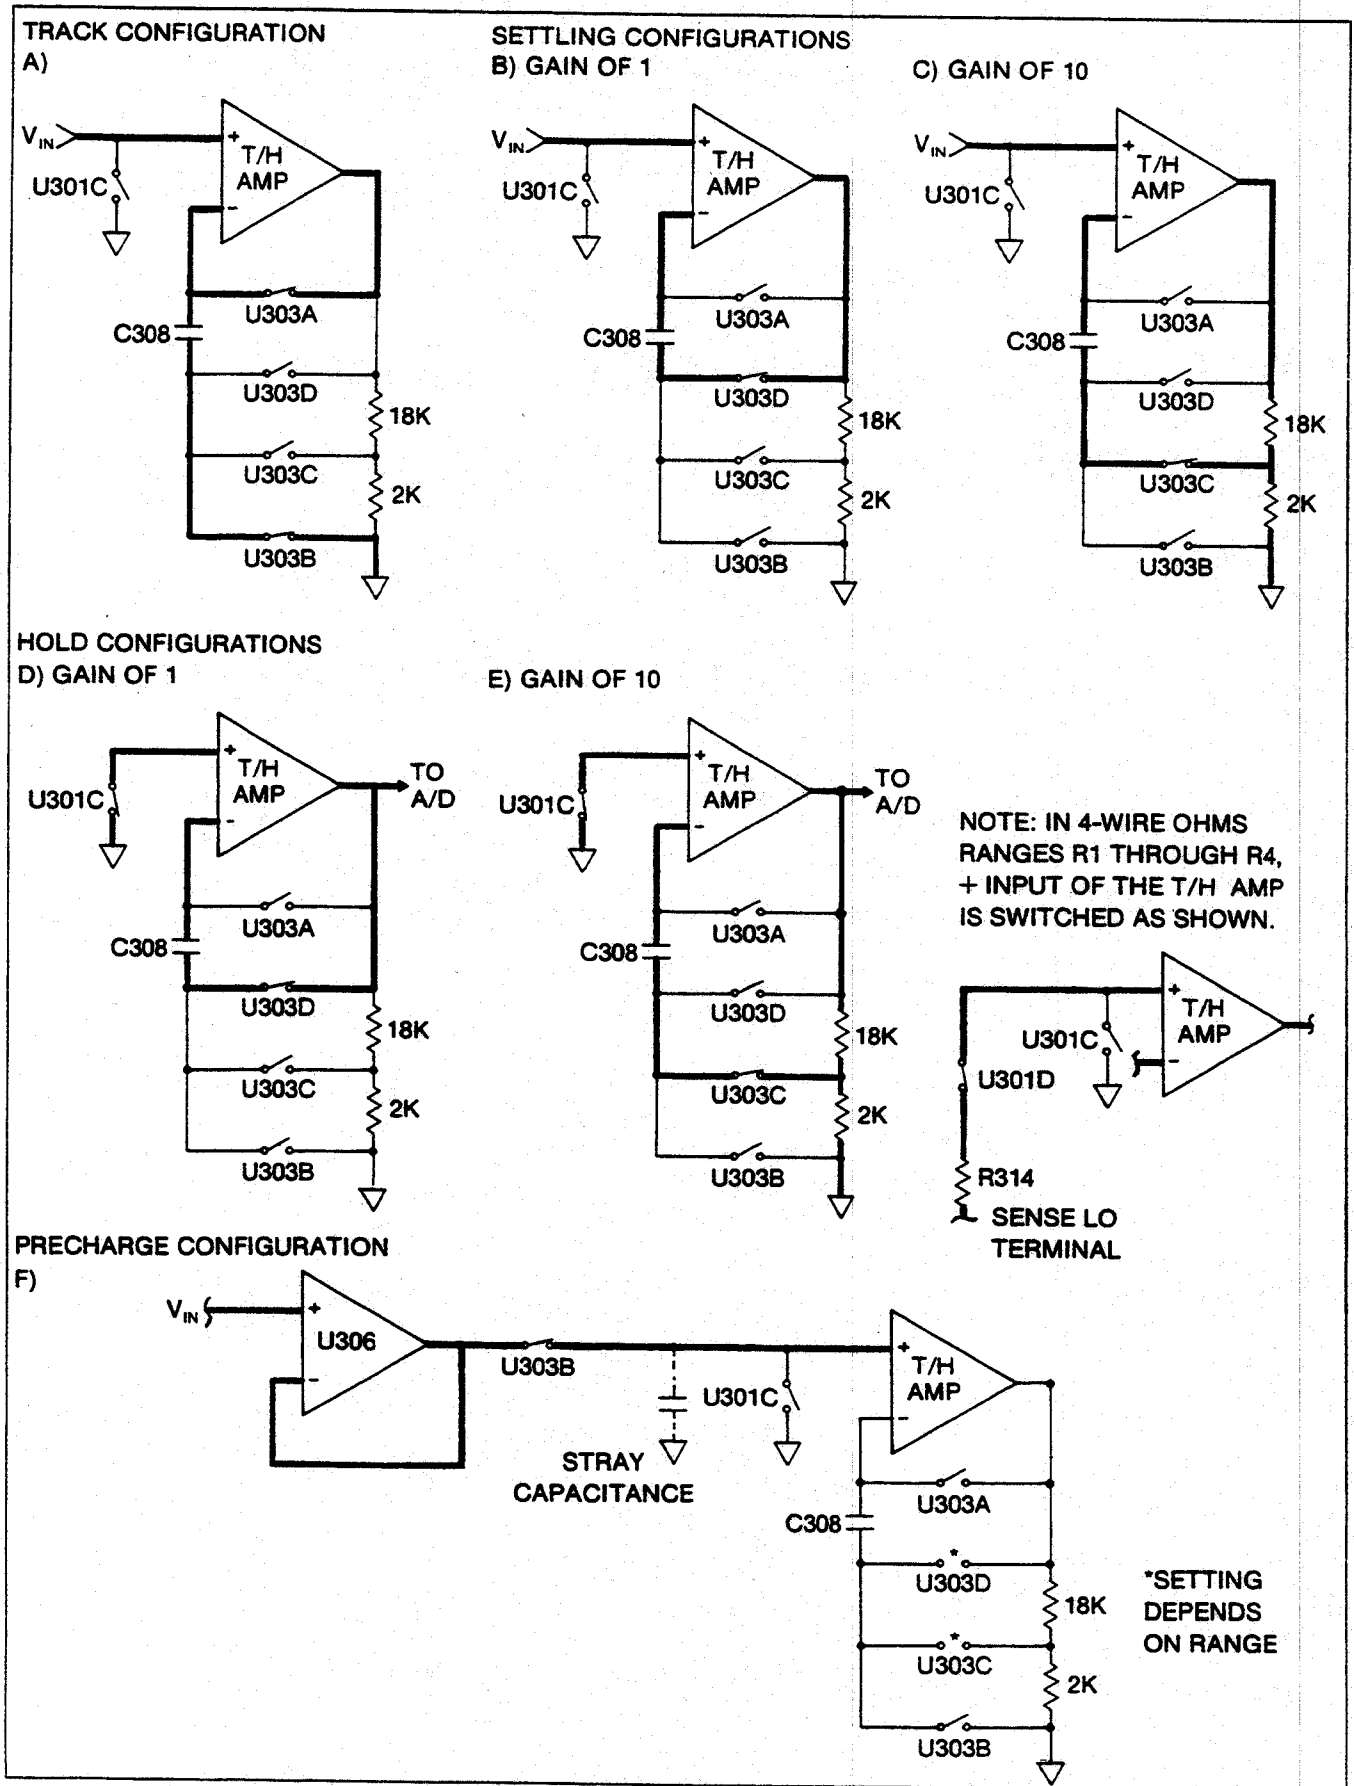 TRACK CONFIGURATION
A)
V_IN
+
T/H
AMP
-
U301C
U303A
C308
U303D
18K
U303C
2K
U303B
SETTLING CONFIGURATIONS
B) GAIN OF 1
V_IN
+
T/H
AMP
-
U301C
U303A
C308
U303D
18K
U303C
2K
U303B
C) GAIN OF 10
V_IN
+
T/H
AMP
-
U301C
U303A
C308
U303D
18K
U303C
2K
U303B
HOLD CONFIGURATIONS
D) GAIN OF 1
+
T/H
AMP
-
TO
A/D
U301C
U303A
C308
U303D
18K
U303C
2K
U303B
E) GAIN OF 10
+
T/H
AMP
-
TO
A/D
U301C
U303A
C308
U303D
18K
U303C
2K
U303B
NOTE: IN 4-WIRE OHMS
RANGES R1 THROUGH R4,
+ INPUT OF THE T/H AMP
IS SWITCHED AS SHOWN.
+
T/H
AMP
-
U301C
U301D
R314
SENSE LO
TERMINAL
PRECHARGE CONFIGURATION
F)
V_IN
+
U306
-
U303B
STRAY
CAPACITANCE
U301C
+
T/H
AMP
-
U303A
C308
*
U303D
18K
*
U303C
2K
U303B
*SETTING
DEPENDS
ON RANGE